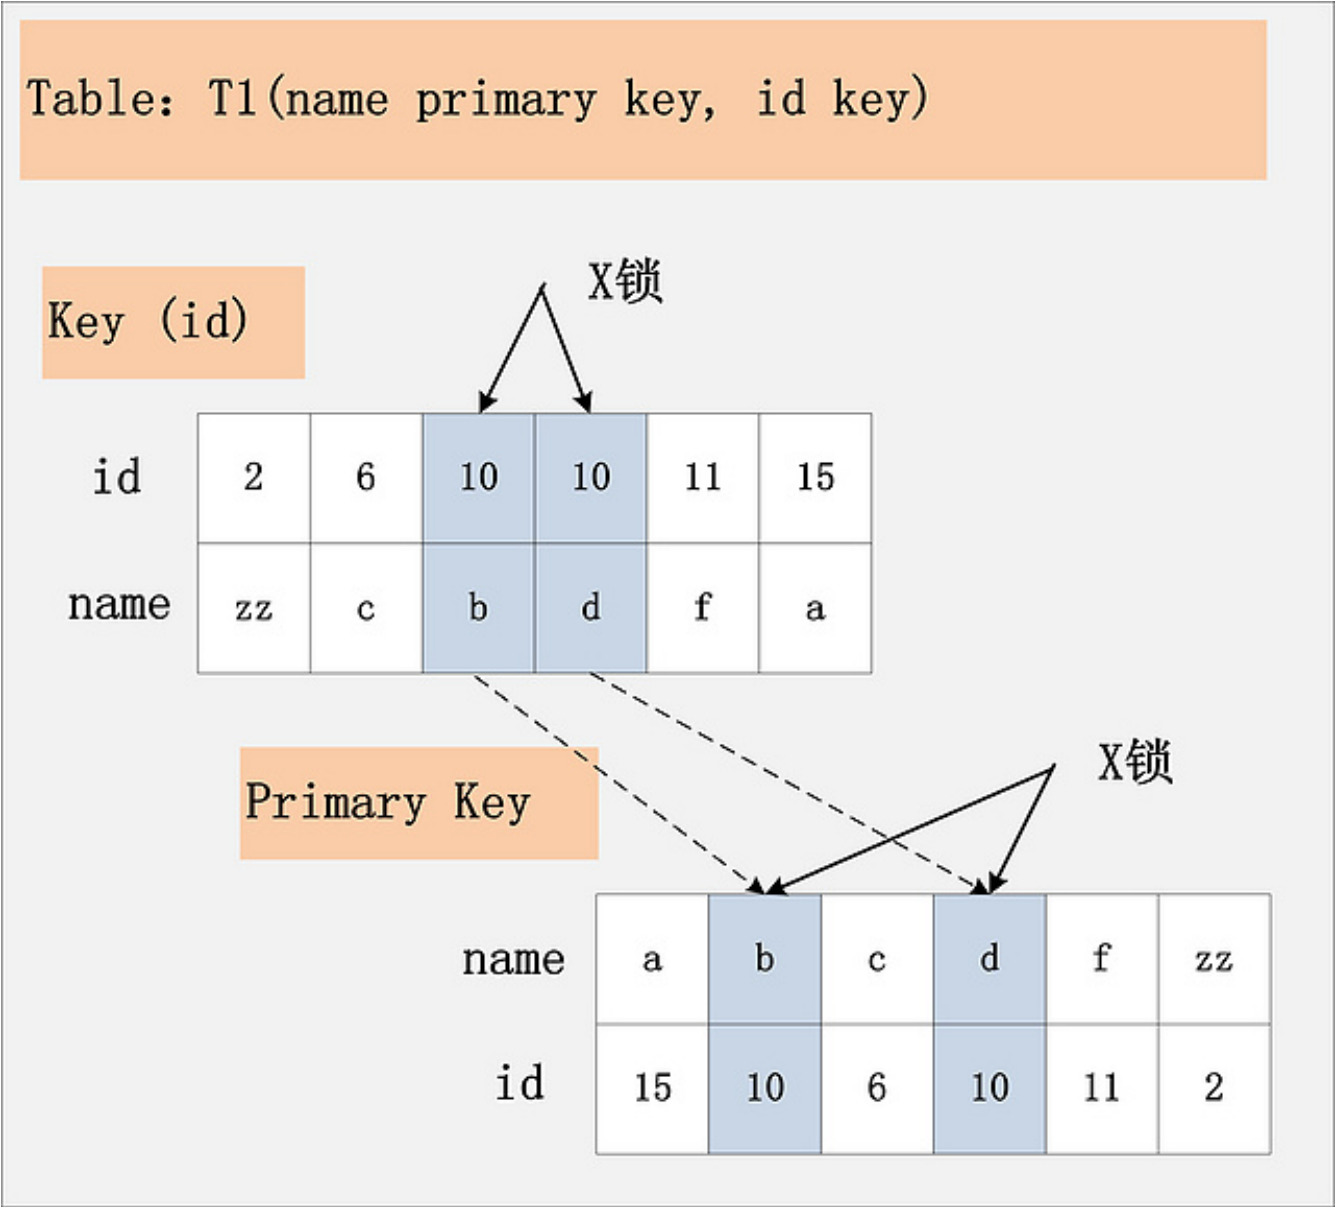 Table: T1(name primary key, id key)
X锁
Key (id)
id 2 6 10 10 11 15
name zz c b d f a
X锁
Primary Key
name a b c d f zz
id 15 10 6 10 11 2